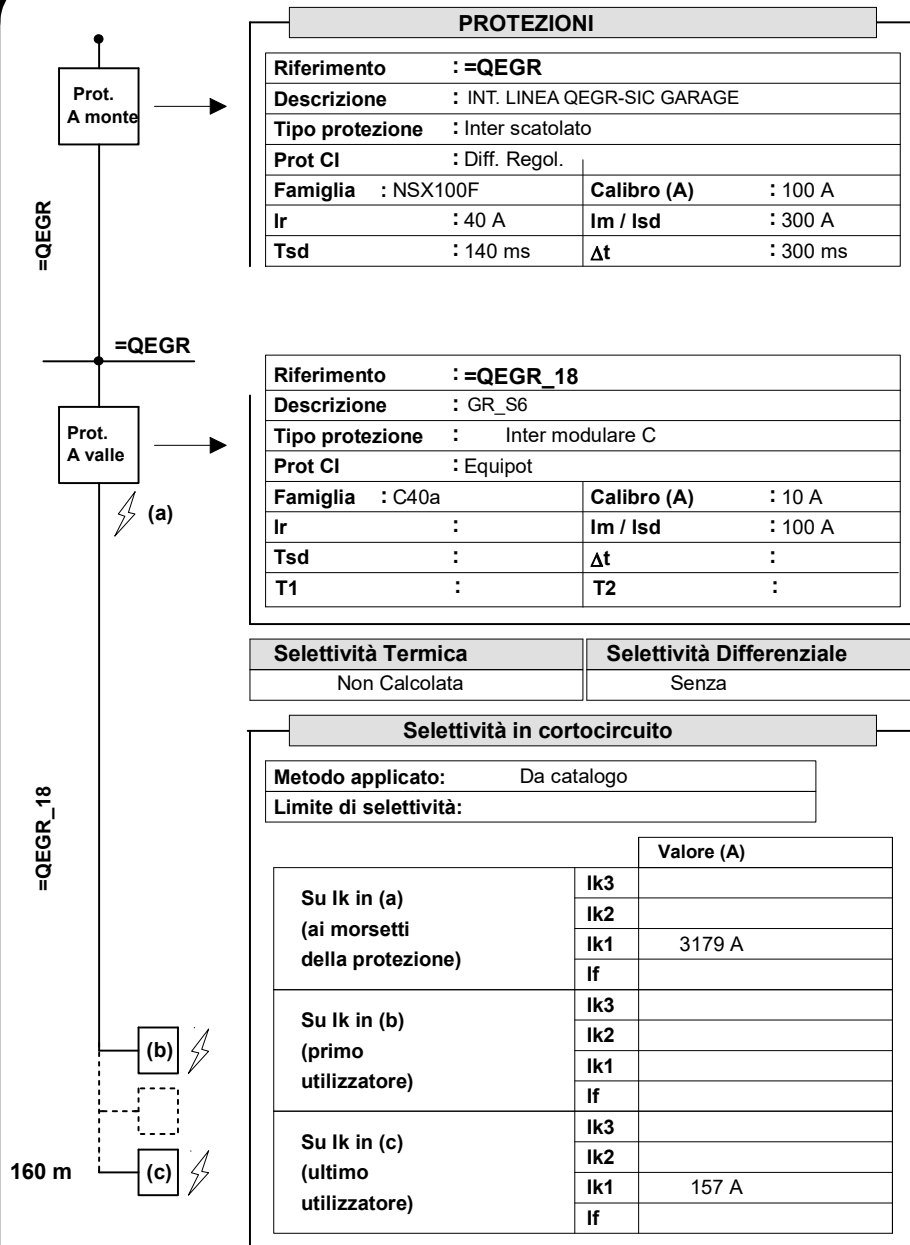 PROTEZIONI
Prot.
A monte
=QEGR
Riferimento : =QEGR
Descrizione : INT. LINEA QEGR-SIC GARAGE
Tipo protezione : Inter scatolato
Prot CI : Diff. Regol.
Famiglia : NSX100F Calibro (A) : 100 A
Ir : 40 A Im / Isd : 300 A
Tsd : 140 ms Δt : 300 ms
=QEGR
Prot.
A valle
(a)
Riferimento : =QEGR_18
Descrizione : GR_S6
Tipo protezione : Inter modulare C
Prot CI : Equipot
Famiglia : C40a Calibro (A) : 10 A
Ir : Im / Isd : 100 A
Tsd : Δt :
T1 : T2 :
Selettività Termica Selettività Differenziale
Non Calcolata Senza
Selettività in cortocircuito
Metodo applicato: Da catalogo
Limite di selettività:
=QEGR_18
Valore (A)
Su Ik in (a)
(ai morsetti
della protezione)
Ik3
Ik2
Ik1 3179 A
If
Su Ik in (b)
(primo
utilizzatore)
Ik3
Ik2
Ik1
If
Su Ik in (c)
(ultimo
utilizzatore)
Ik3
Ik2
Ik1 157 A
If
(b)
160 m (c)